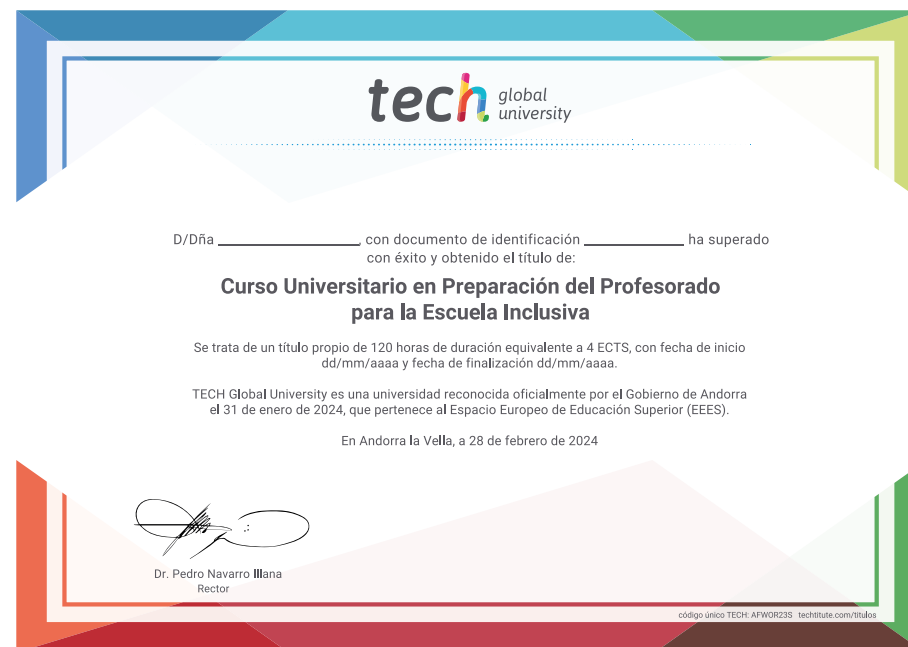 tech global university
D/Dña ____________________, con documento de identificación ______________ ha superado
con éxito y obtenido el título de:
Curso Universitario en Preparación del Profesorado
para la Escuela Inclusiva
Se trata de un título propio de 120 horas de duración equivalente a 4 ECTS, con fecha de inicio
dd/mm/aaaa y fecha de finalización dd/mm/aaaa.
TECH Global University es una universidad reconocida oficialmente por el Gobierno de Andorra
el 31 de enero de 2024, que pertenece al Espacio Europeo de Educación Superior (EEES).
En Andorra la Vella, a 28 de febrero de 2024
Dr. Pedro Navarro Illana
Rector
código único TECH: AFWOR23S techtitute.com/titulos